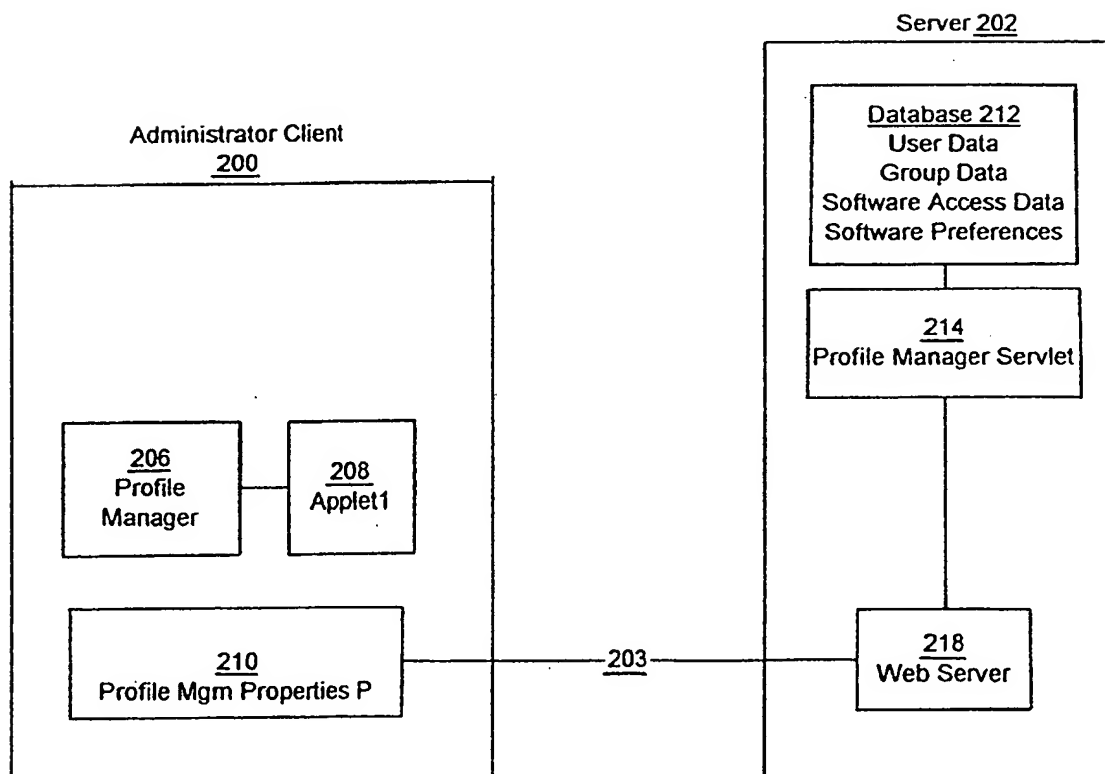 Server 202
Database 212
User Data
Group Data
Software Access Data
Software Preferences
214
Profile Manager Servlet
Administrator Client
200
206
Profile
Manager
208
Applet1
210
Profile Mgm Properties P
203
218
Web Server